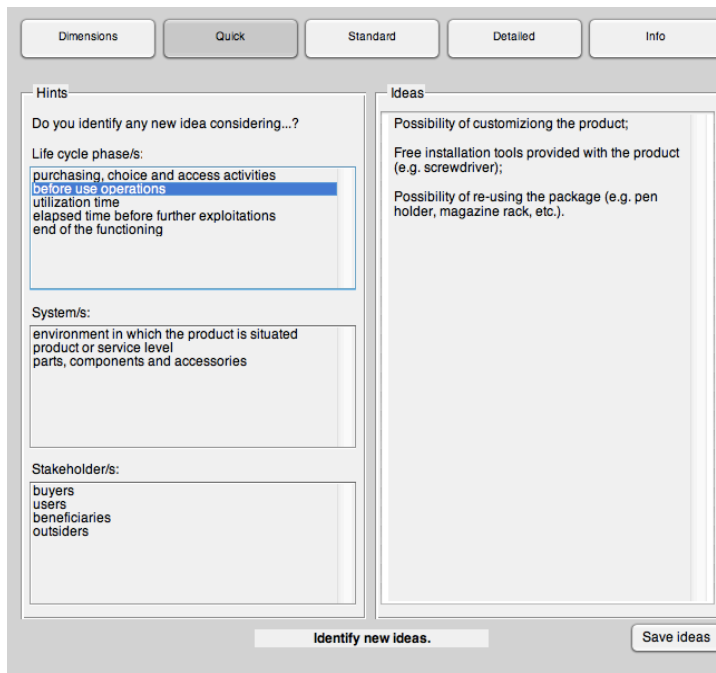 Dimensions
Quick
Standard
Detailed
Info
Hints
Do you identify any new idea considering...?
Life cycle phase/s:
purchasing, choice and access activities
before use operations
utilization time
elapsed time before further exploitations
end of the functioning
System/s:
environment in which the product is situated
product or service level
parts, components and accessories
Stakeholder/s:
buyers
users
beneficiaries
outsiders
Ideas
Possibility of customiziong the product;
Free installation tools provided with the product
(e.g. screwdriver);
Possibility of re-using the package (e.g. pen
holder, magazine rack, etc.).
Identify new ideas.
Save ideas